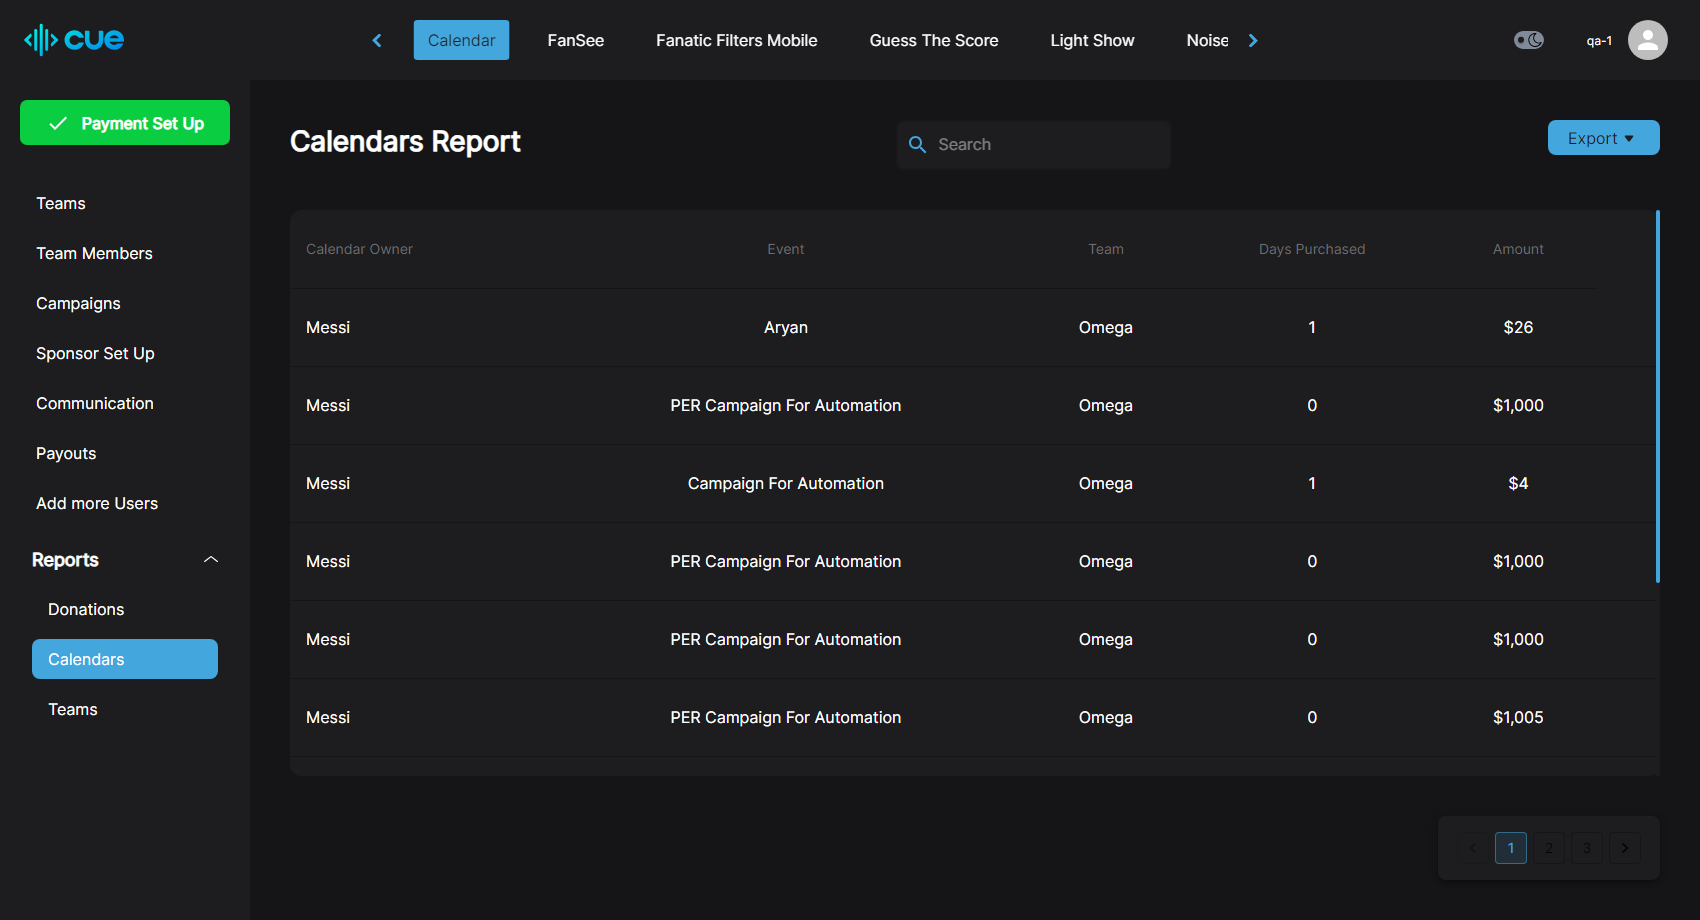 cue
Calendar FanSee Fanatic Filters Mobile Guess The Score Light Show Noise
qa-1
Payment Set Up
Teams
Team Members
Campaigns
Sponsor Set Up
Communication
Payouts
Add more Users
Reports
Donations
Calendars
Teams
Calendars Report
Search
Export
Calendar Owner Event Team Days Purchased Amount
Messi Aryan Omega 1 $26
Messi PER Campaign For Automation Omega 0 $1,000
Messi Campaign For Automation Omega 1 $4
Messi PER Campaign For Automation Omega 0 $1,000
Messi PER Campaign For Automation Omega 0 $1,000
Messi PER Campaign For Automation Omega 0 $1,005
1 2 3